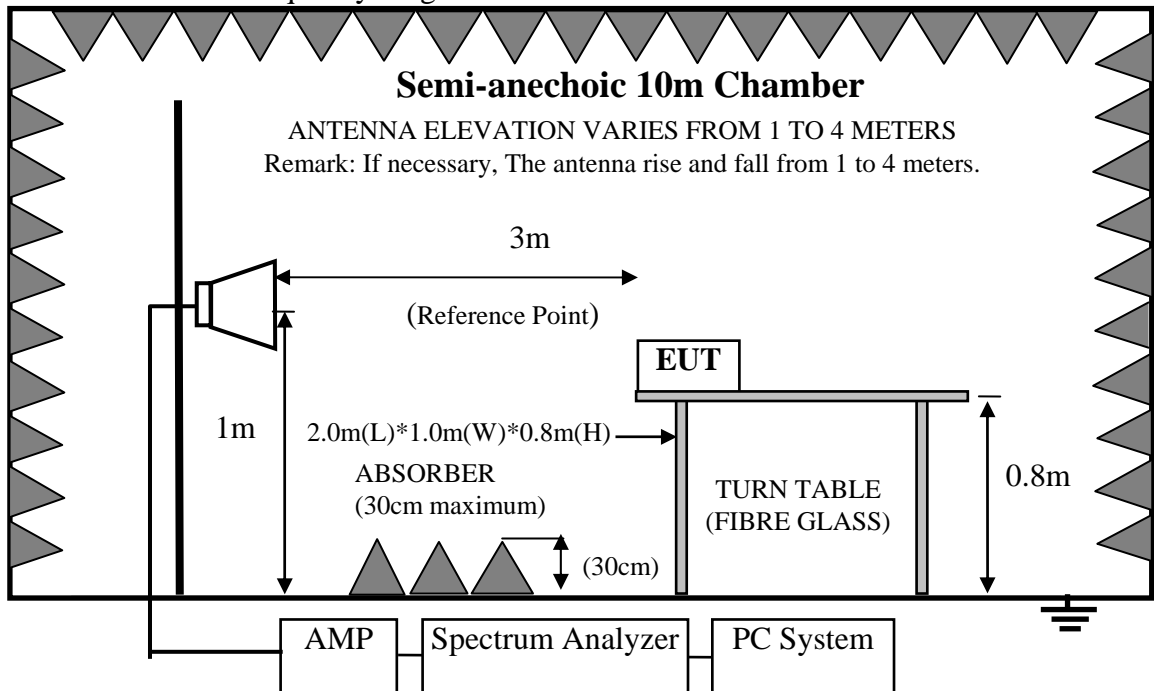 Semi-anechoic 10m Chamber
ANTENNA ELEVATION VARIES FROM 1 TO 4 METERS
Remark: If necessary, The antenna rise and fall from 1 to 4 meters.
3m
(Reference Point)
EUT
1m
2.0m(L)*1.0m(W)*0.8m(H)
ABSORBER
(30cm maximum)
TURN TABLE
(FIBRE GLASS)
0.8m
(30cm)
AMP
Spectrum Analyzer
PC System